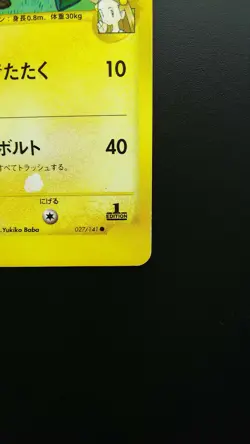 ン：身長0.8m、体重30kg
たたく 10
ボルト 40
すべてトラッシュする。
にげる
1
EDITION
.Yukiko Baba 027/141 ●